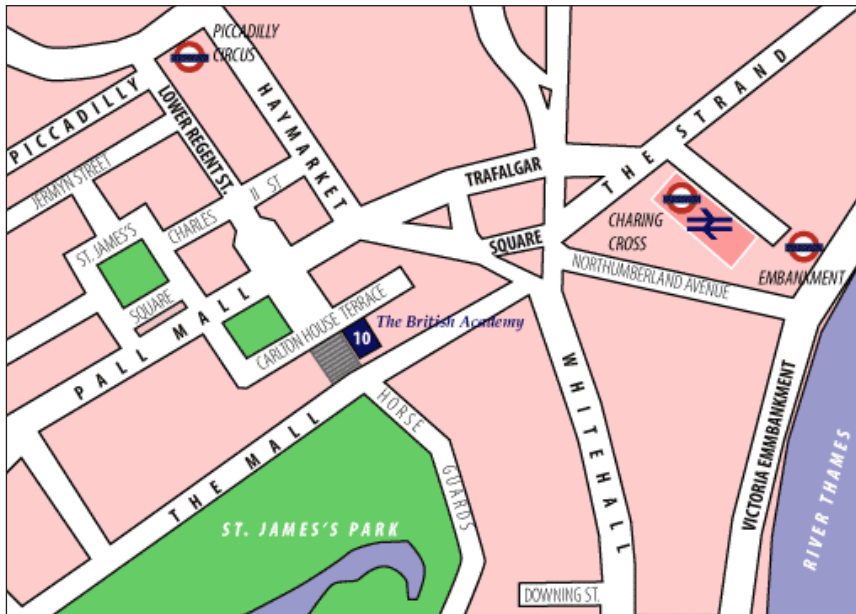 PICCADILLY
CIRCUS
PICCADILLY
LOWER REGENT ST.
HAYMARKET
THE STRAND
JERMYN STREET
CHARLES II ST
TRAFALGAR
SQUARE
CHARING
CROSS
ST. JAMES'S
SQUARE
NORTHUMBERLAND AVENUE
EMBANKMENT
PALL MALL
CARLTON HOUSE TERRACE
The British Academy
10
THE MALL
HORSE
GUARDS
WHITEHALL
VICTORIA EMMBANKMENT
RIVER THAMES
ST. JAMES'S PARK
DOWNING ST.